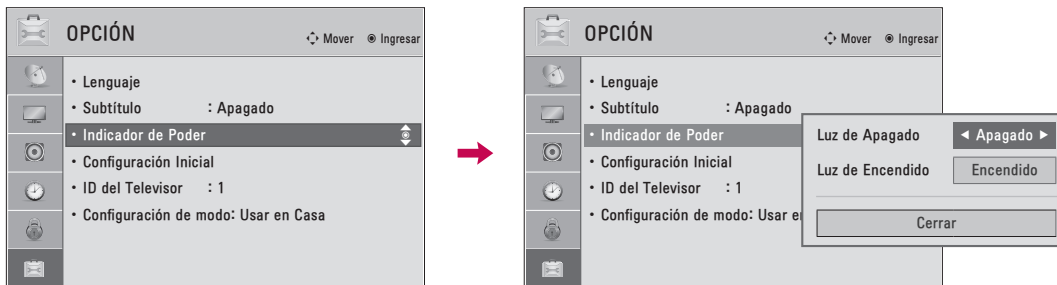 OPCIÓN
Mover Ingresar
• Lenguaje
• Subtítulo : Apagado
• Indicador de Poder
• Configuración Inicial
• ID del Televisor : 1
• Configuración de modo: Usar en Casa
OPCIÓN
Mover Ingresar
• Lenguaje
• Subtítulo : Apagado
• Indicador de Poder
• Configuración Inicial
• ID del Televisor : 1
• Configuración de modo: Usar en
Luz de Apagado ◄ Apagado ►
Luz de Encendido Encendido
Cerrar